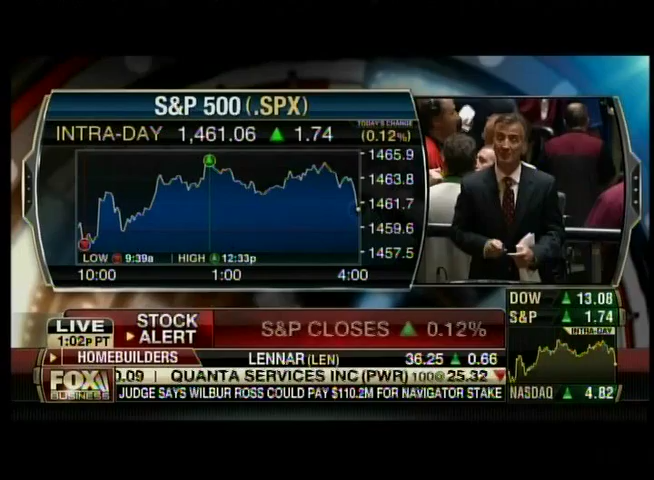 S&P 500 (.SPX)
INTRA-DAY 1,461.06 1.74 TODAY'S CHANGE (0.12%)
1465.9
1463.8
1461.7
1459.6
1457.5
LOW 9:39a HIGH 12:33p
10:00 1:00 4:00
DOW 13.08
S&P 1.74
INTRA-DAY
NASDAQ 4.82
LIVE
1:02p PT
STOCK ALERT
S&P CLOSES 0.12%
HOMEBUILDERS LENNAR (LEN) 36.25 0.66
FOX BUSINESS
0.09 QUANTA SERVICES INC (PWR) 100@25.32
JUDGE SAYS WILBUR ROSS COULD PAY $110.2M FOR NAVIGATOR STAKE